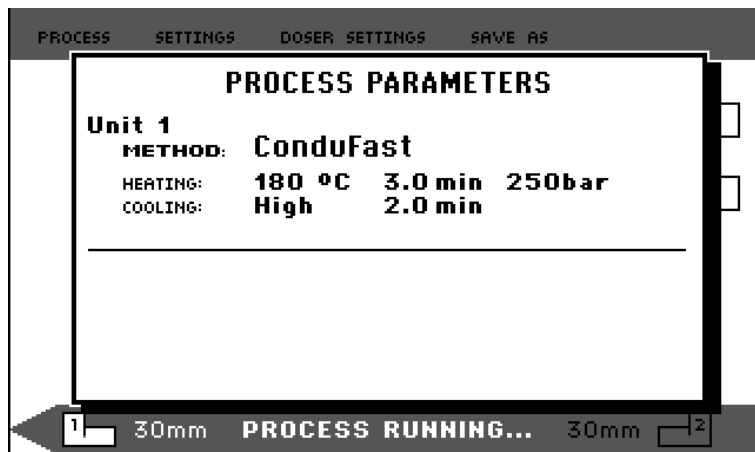 PROCESS SETTINGS DOSER SETTINGS SAVE AS
PROCESS PARAMETERS
Unit 1
METHOD: ConduFast
HEATING: 180 ºC 3.0 min 250bar
COOLING: High 2.0 min
1 30mm PROCESS RUNNING... 30mm 2